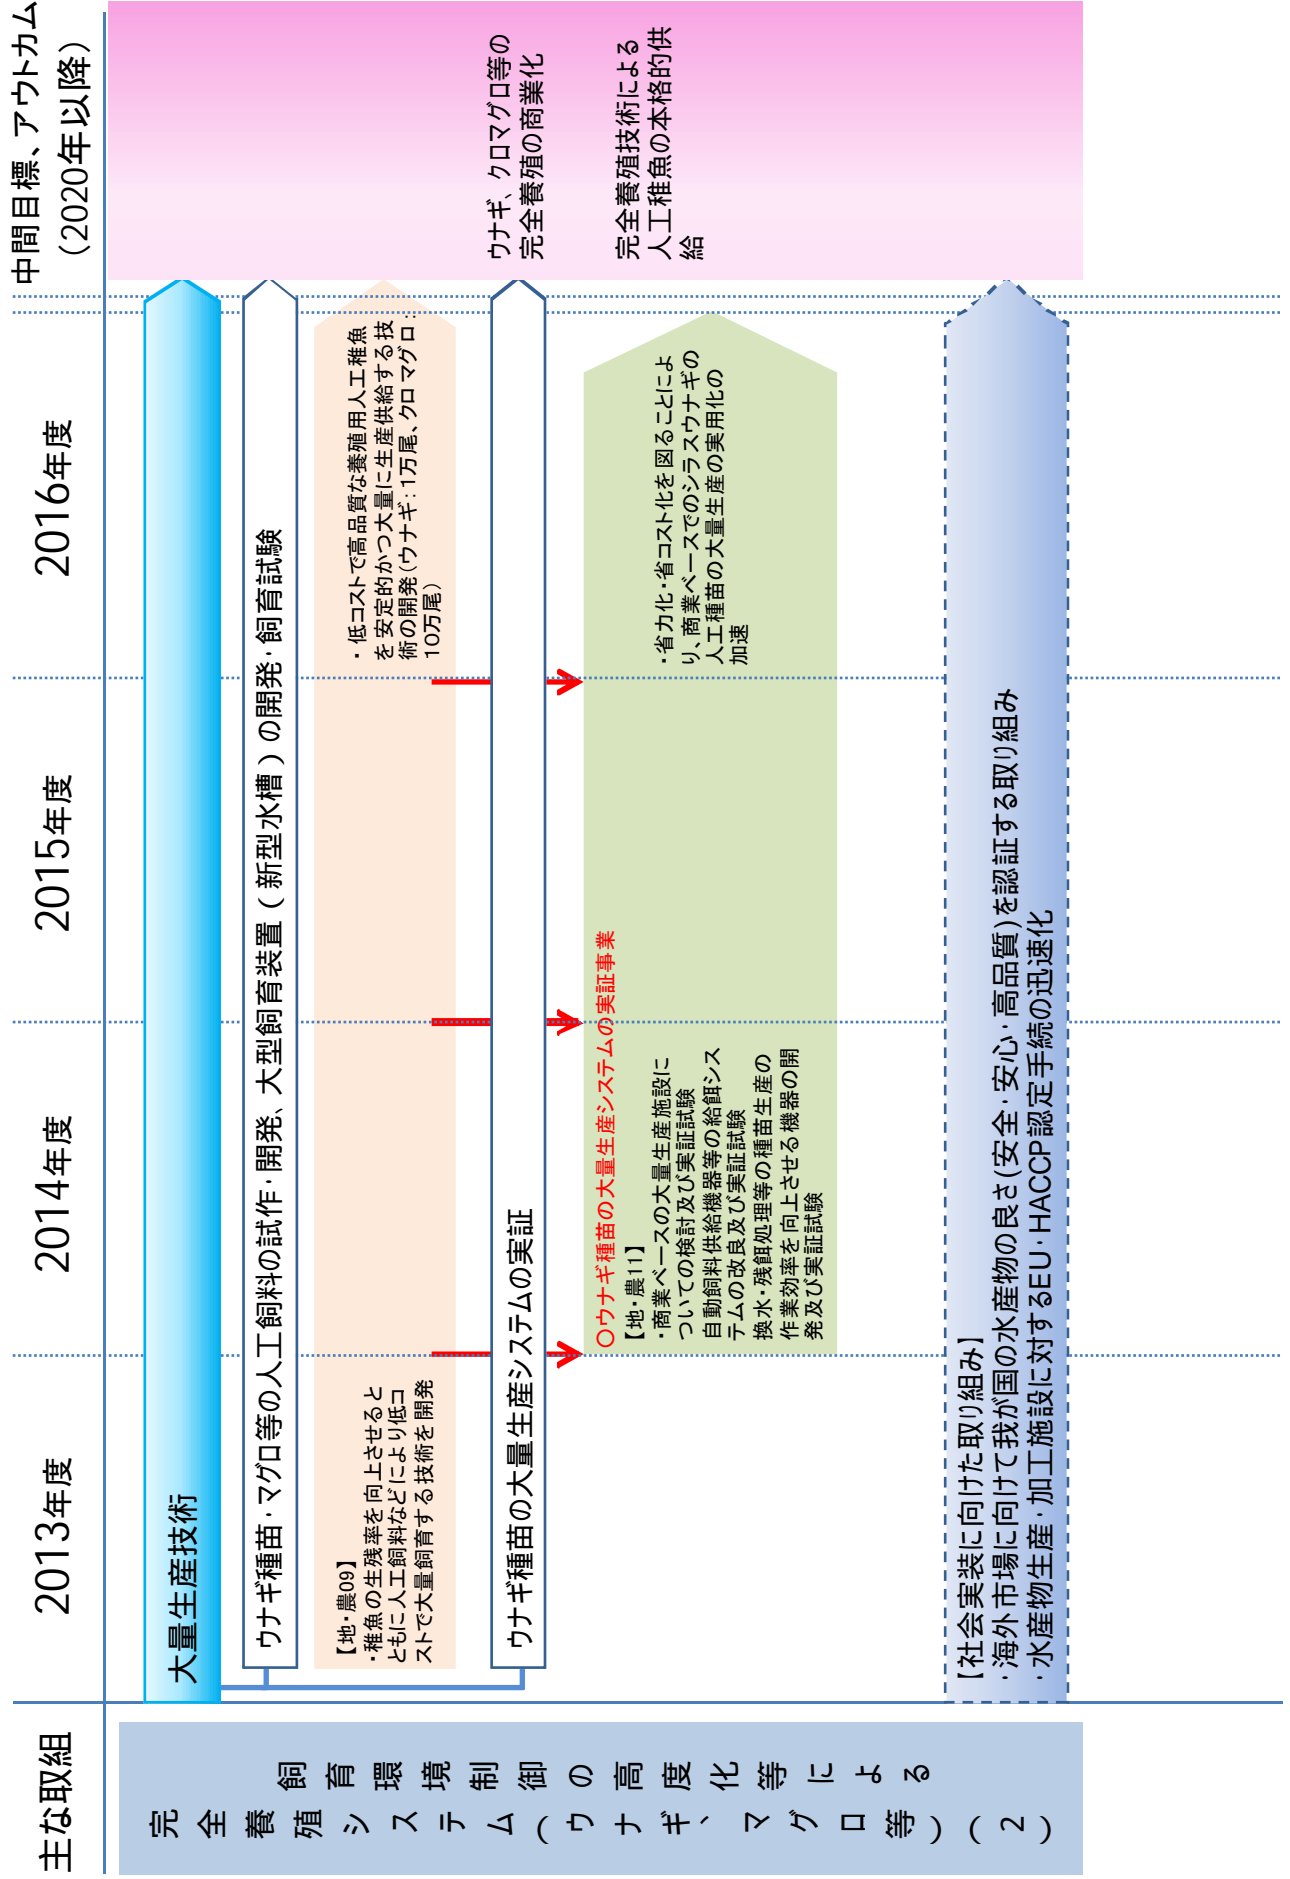 主な取組
2013年度
2014年度
2015年度
2016年度
中間目標、アウトカム
(2020年以降)
飼育環境制御の高度化等による
完全養殖システム(ウナギ、マグロ等)(2)
大量生産技術
ウナギ種苗・マグロ等の人工飼料の試作・開発、大型飼育装置(新型水槽)の開発・飼育試験
【地・農09】
・稚魚の生残率を向上させると
ともに人工飼料などにより低コ
ストで大量飼育する技術を開発
・低コストで高品質な養殖用人工稚魚
を安定的かつ大量に生産供給する技
術の開発(ウナギ:1万尾、クロマグロ:
10万尾)
ウナギ種苗の大量生産システムの実証
○ウナギ種苗の大量生産システムの実証事業
【地・農11】
・商業ベースの大量生産施設に
ついての検討及び実証試験
自動飼料供給機器等の給餌シス
テムの改良及び実証試験
換水・残餌処理等の種苗生産の
作業効率を向上させる機器の開
発及び実証試験
・省力化・省コスト化を図ることによ
り、商業ベースでのシラスウナギの
人工種苗の大量生産の実用化の
加速
【社会実装に向けた取り組み】
・海外市場に向けて我が国の水産物の良さ(安全・安心・高品質)を認証する取り組み
・水産物生産・加工施設に対するEU・HACCP認定手続の迅速化
ウナギ、クロマグロ等の
完全養殖の商業化
完全養殖技術による
人工稚魚の本格的供
給